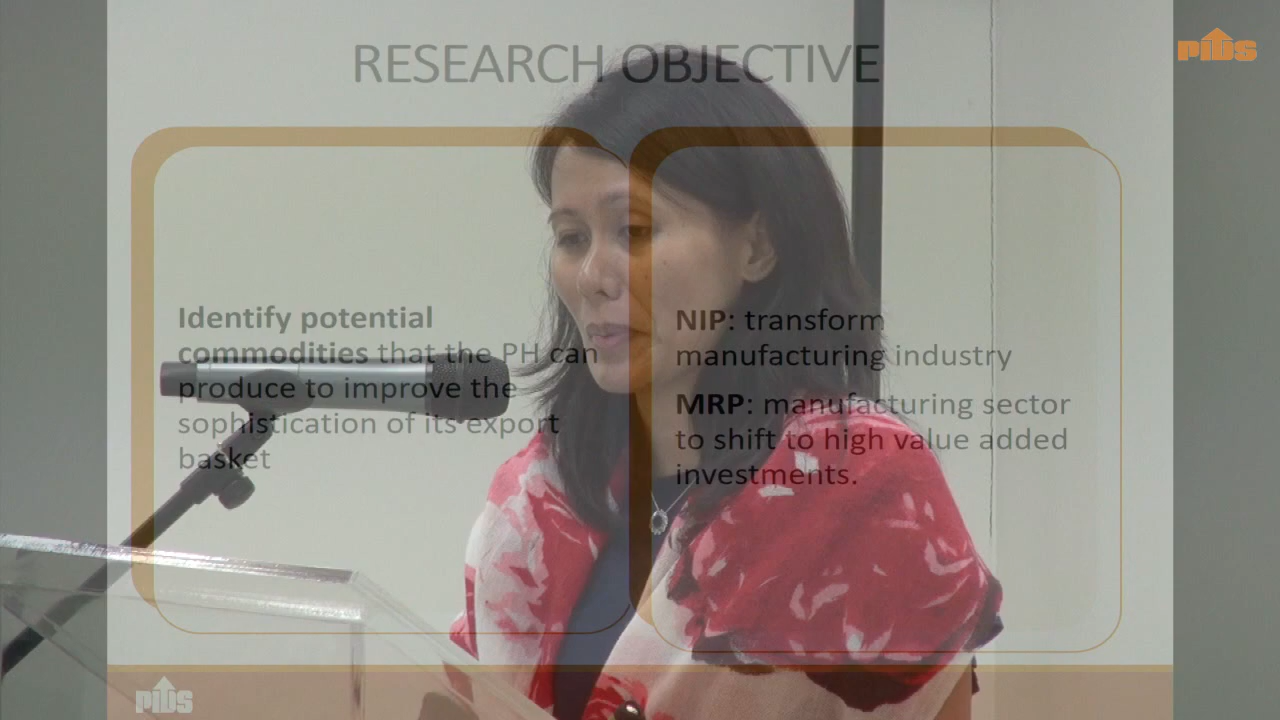 RESEARCH OBJECTIVE
PIDS
Identify potential
commodities that the PH can
produce to improve the
sophistication of its export
basket
NIP: transform
manufacturing industry
MRP: manufacturing sector
to shift to high value added
investments.
PIDS